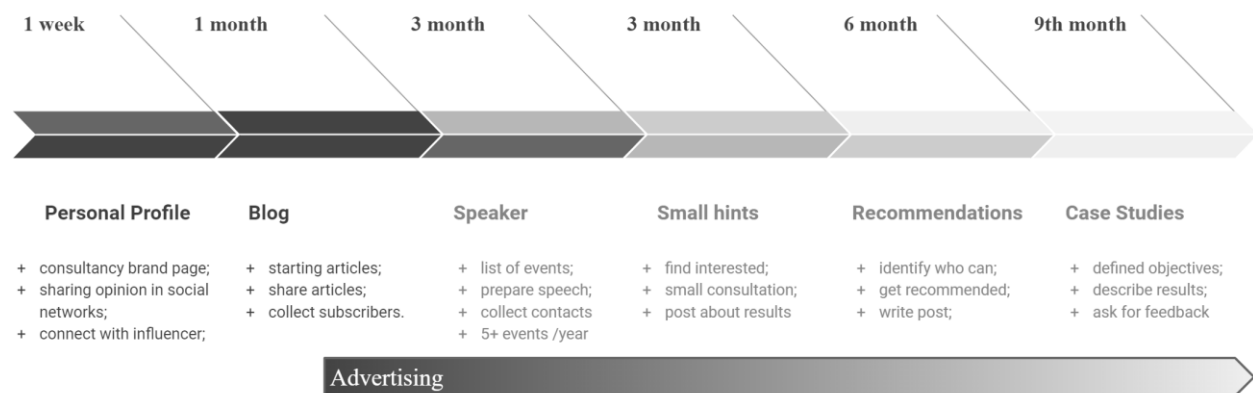 1 week
1 month
3 month
3 month
6 month
9th month
Personal Profile
+ consultancy brand page;
+ sharing opinion in social
networks;
+ connect with influencer;
Blog
+ starting articles;
+ share articles;
+ collect subscribers.
Speaker
+ list of events;
+ prepare speech;
+ collect contacts
+ 5+ events /year
Small hints
+ find interested;
+ small consultation;
+ post about results
Recommendations
+ identify who can;
+ get recommended;
+ write post;
Case Studies
+ defined objectives;
+ describe results;
+ ask for feedback
Advertising